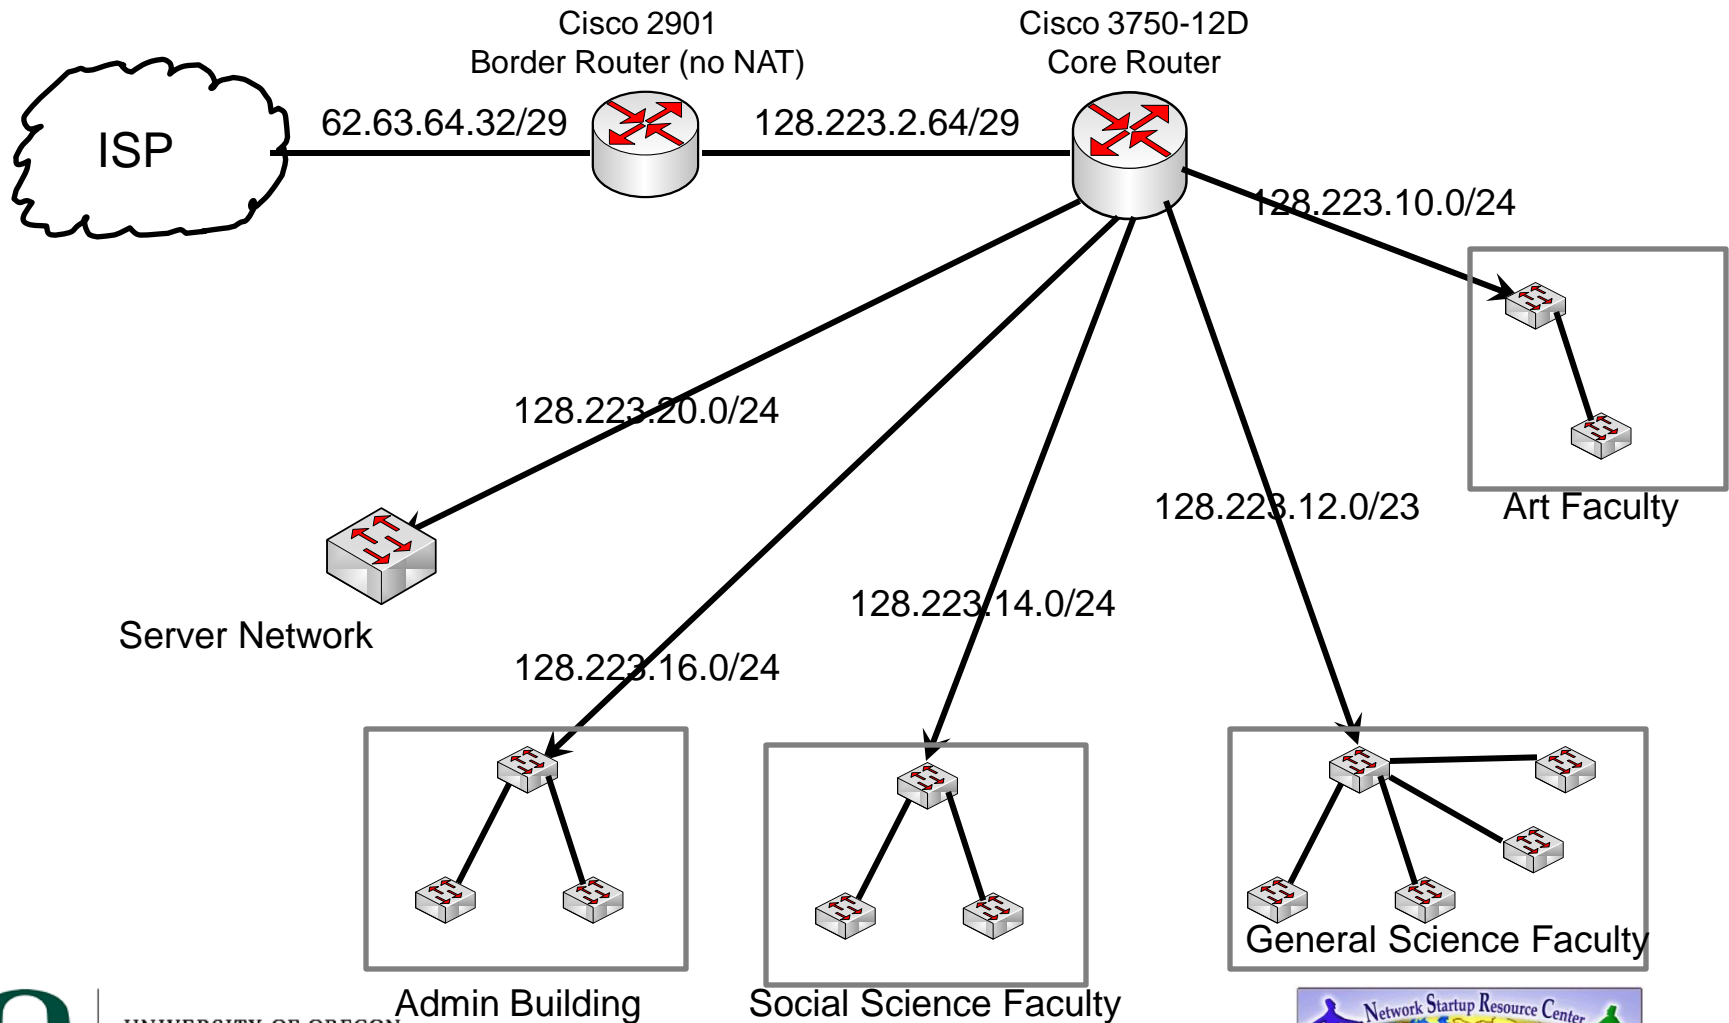 Cisco 2901
Border Router (no NAT)
Cisco 3750-12D
Core Router
ISP
62.63.64.32/29
128.223.2.64/29
128.223.10.0/24
128.223.20.0/24
128.223.12.0/23
Art Faculty
128.223.14.0/24
Server Network
128.223.16.0/24
General Science Faculty
Admin Building
Social Science Faculty
UNIVERSITY OF OREGON
Network Startup Resource Center